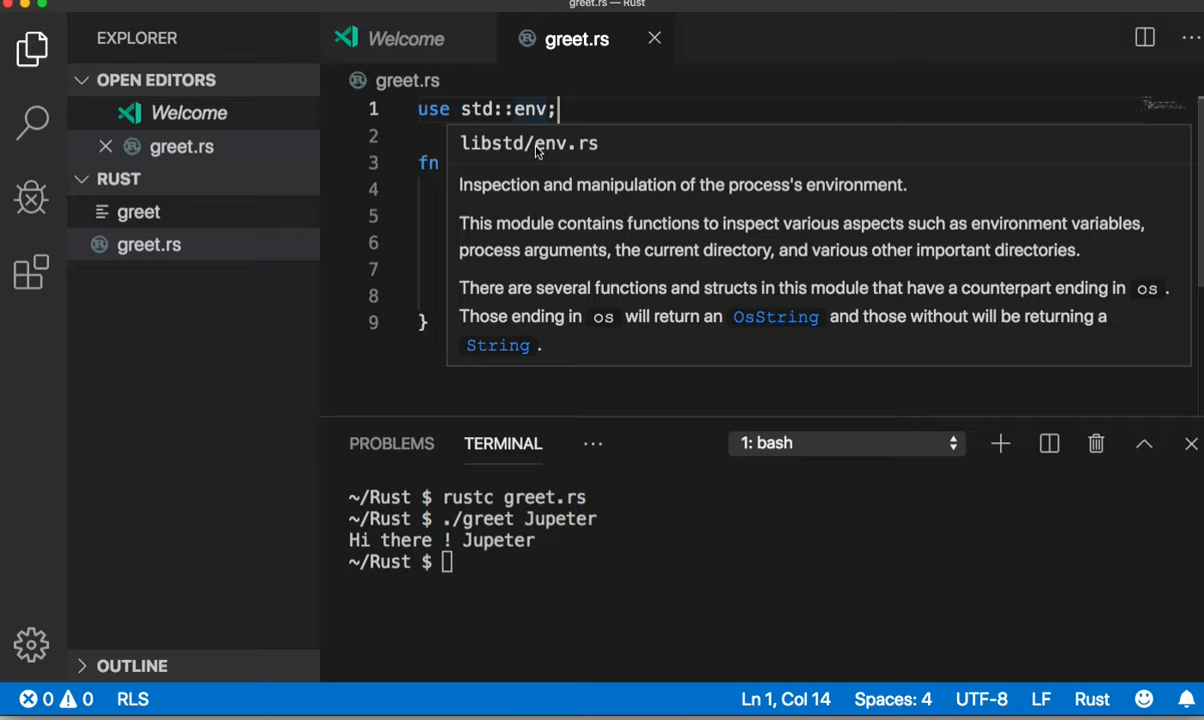 greet.rs — Rust
EXPLORER
Welcome
greet.rs
OPEN EDITORS
Welcome
greet.rs
RUST
greet
greet.rs
OUTLINE
greet.rs
1 use std::env;
2
3 fn
4
5
6
7
8
9 }
libstd/env.rs
Inspection and manipulation of the process's environment.
This module contains functions to inspect various aspects such as environment variables,
process arguments, the current directory, and various other important directories.
There are several functions and structs in this module that have a counterpart ending in os .
Those ending in os will return an OsString and those without will be returning a
String .
PROBLEMS TERMINAL ··· 1: bash
~/Rust $ rustc greet.rs
~/Rust $ ./greet Jupeter
Hi there ! Jupeter
~/Rust $
0 0 RLS Ln 1, Col 14 Spaces: 4 UTF-8 LF Rust